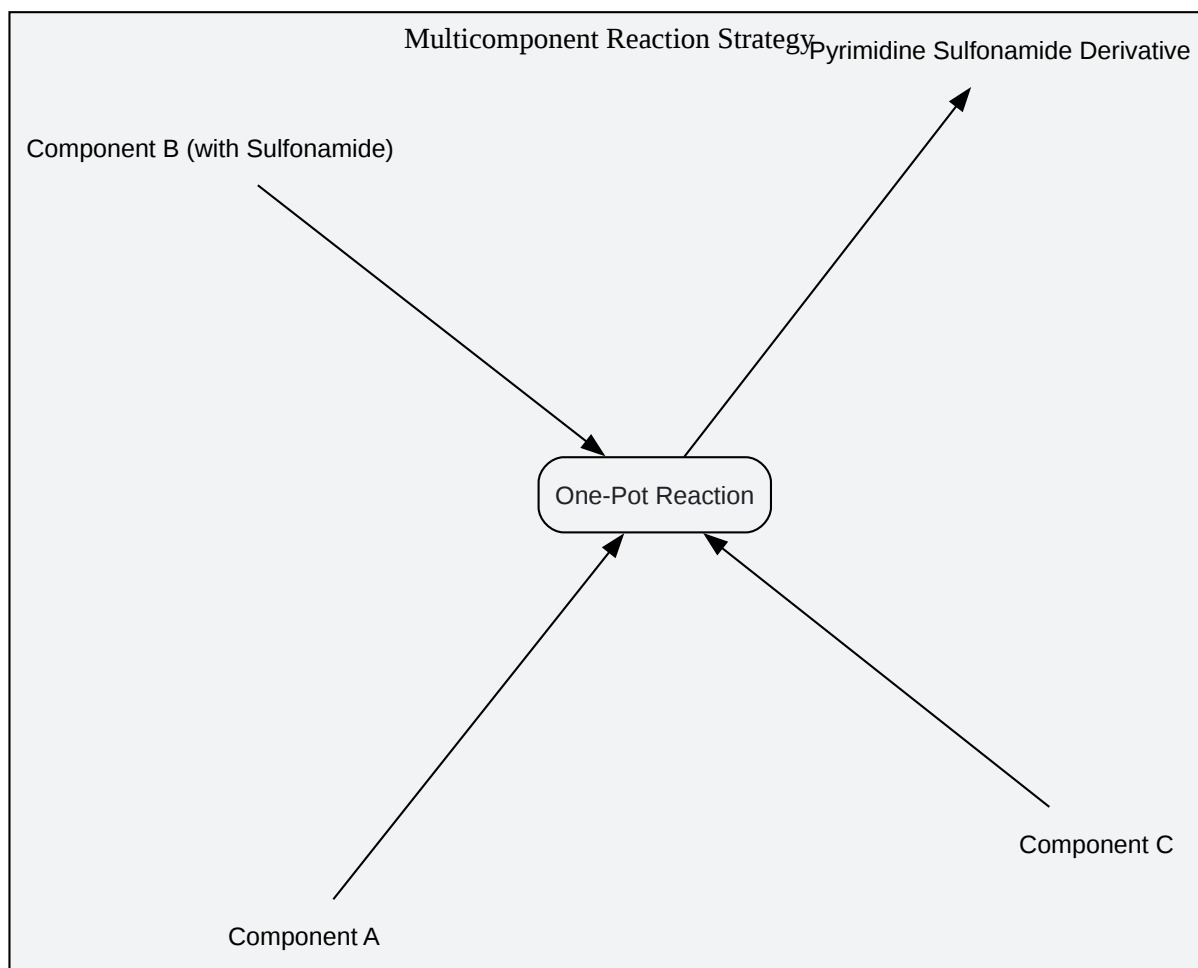 Multicomponent Reaction Strategy
Pyrimidine Sulfonamide Derivative
Component B (with Sulfonamide)
One-Pot Reaction
Component C
Component A